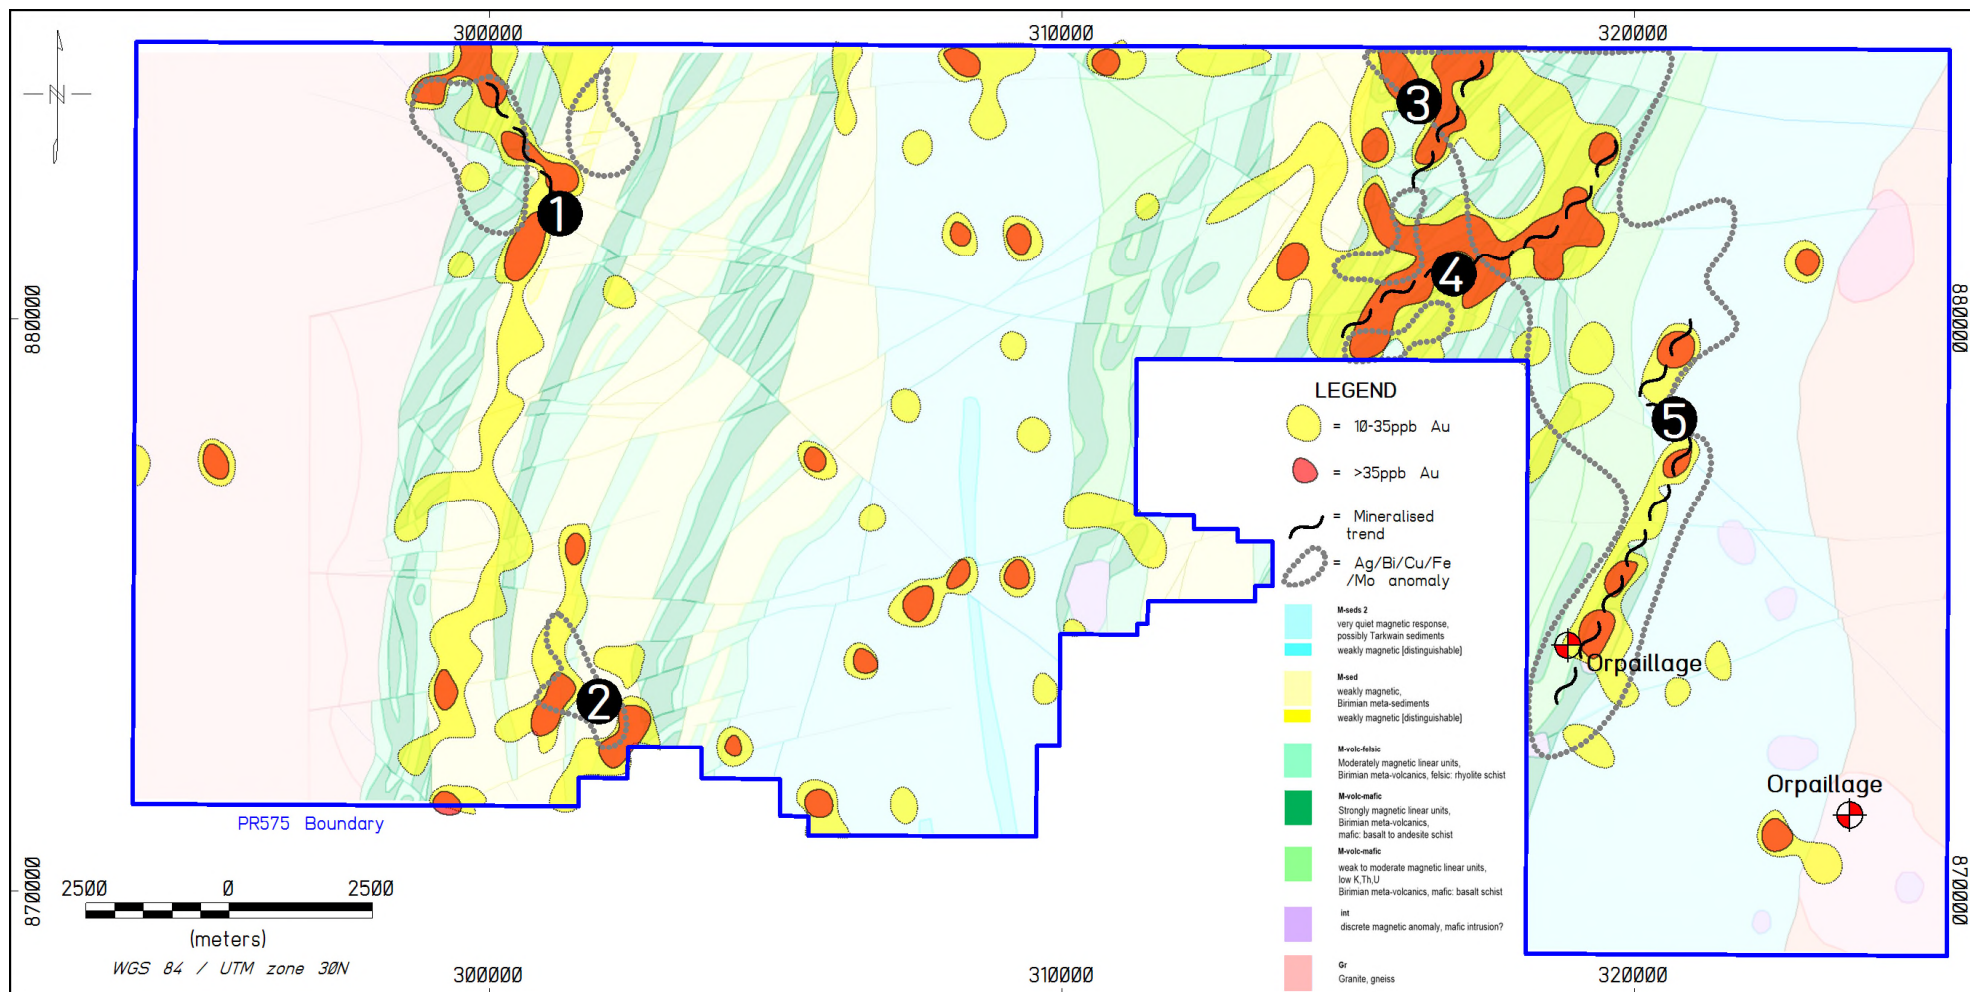 300000 310000 320000
N
3
1
880000 880000
4
LEGEND
= 10-35ppb Au
5
= >35ppb Au
= Mineralised
trend
= Ag/Bi/Cu/Fe
/Mo anomaly
M-seds 2
very quiet magnetic response,
possibly Tarkwain sediments
weakly magnetic [distinguishable]
Orpaillage
2
M-sed
weakly magnetic,
Birimian meta-sediments
weakly magnetic [distinguishable]
M-volc-felsic
Moderately magnetic linear units,
Birimian meta-volcanics, felsic: rhyolite schist
Orpaillage
M-volc-mafic
Strongly magnetic linear units,
Birimian meta-volcanics,
mafic: basalt to andesite schist
PR575 Boundary
M-volc-mafic
weak to moderate magnetic linear units,
low K,Th,U
Birimian meta-volcanics, mafic: basalt schist
870000 870000
2500 0 2500
(meters)
WGS 84 / UTM zone 30N
int
discrete magnetic anomaly, mafic intrusion?
Gr
Granite, gneiss
300000 310000 320000